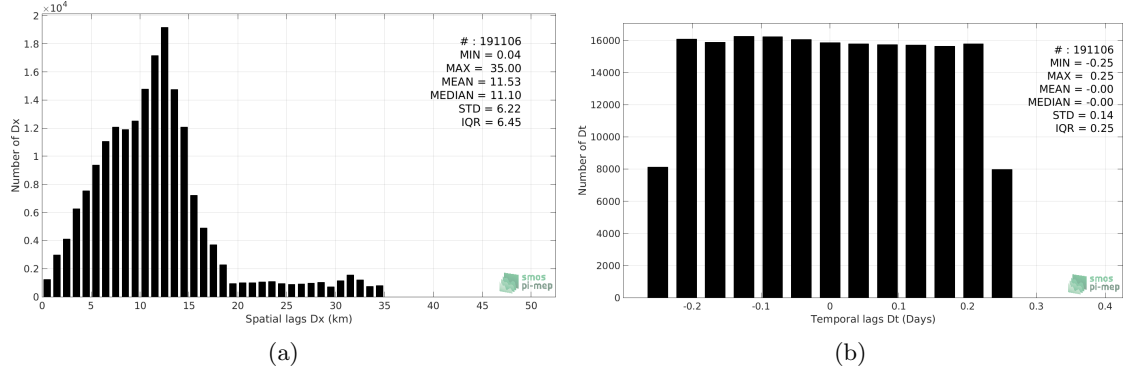 ×10⁴
2
1.8
1.6
1.4
1.2
1
0.8
0.6
0.4
0.2
0
Number of Dx
# : 191106
MIN = 0.04
MAX = 35.00
MEAN = 11.53
MEDIAN = 11.10
STD = 6.22
IQR = 6.45
smos
pi-mep
0 5 10 15 20 25 30 35 40 45 50
Spatial lags Dx (km)
(a)
16000
14000
12000
10000
8000
6000
4000
2000
0
Number of Dt
# : 191106
MIN = -0.25
MAX = 0.25
MEAN = -0.00
MEDIAN = -0.00
STD = 0.14
IQR = 0.25
smos
pi-mep
-0.2 -0.1 0 0.1 0.2 0.3 0.4
Temporal lags Dt (Days)
(b)